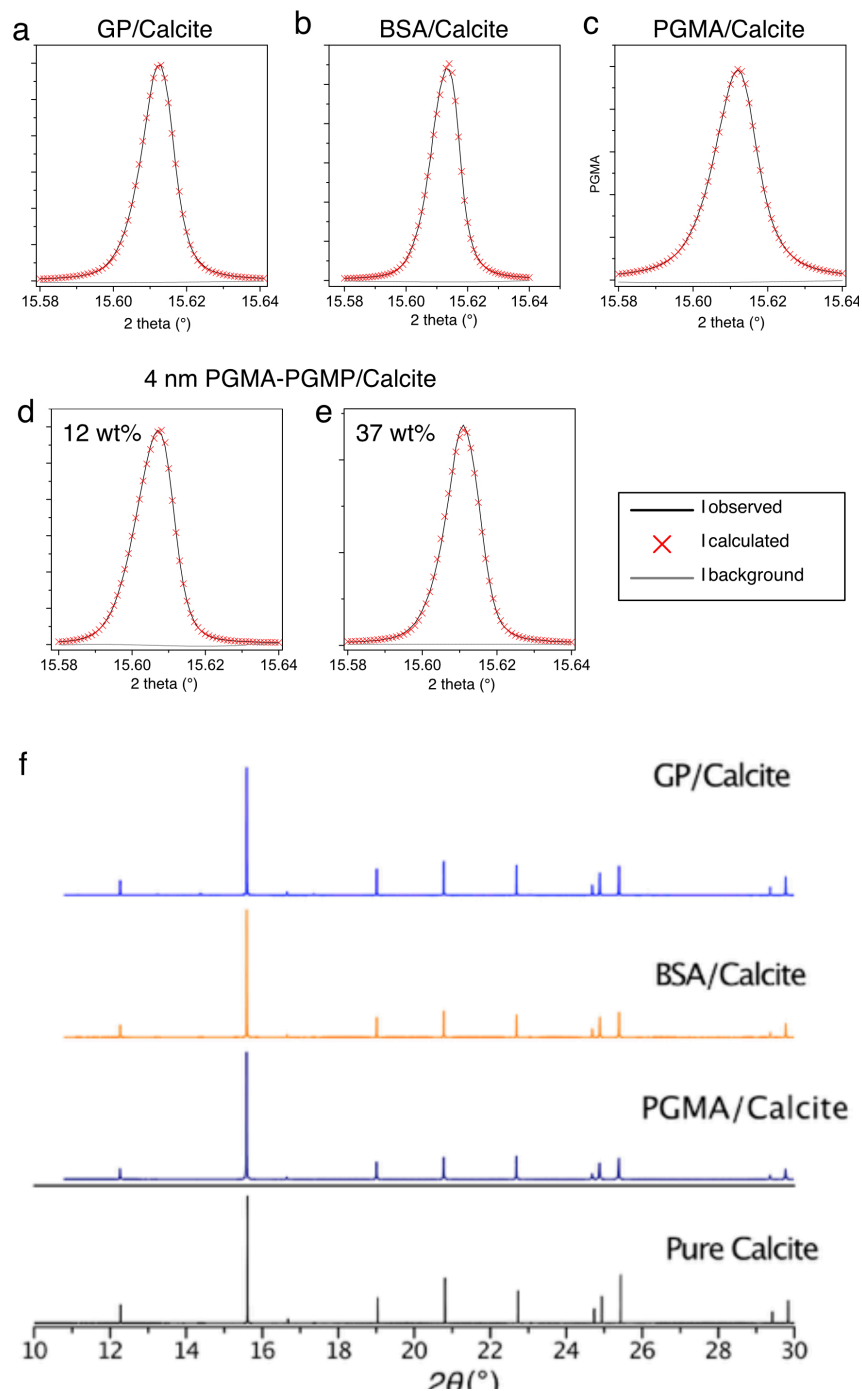 a GP/Calcite
b BSA/Calcite
c PGMA/Calcite
PGMA
15.58 15.60 15.62 15.64
2 theta (°)
15.58 15.60 15.62 15.64
2 theta (°)
15.58 15.60 15.62 15.64
2 theta (°)
4 nm PGMA-PGMP/Calcite
d 12 wt%
e 37 wt%
15.58 15.60 15.62 15.64
2 theta (°)
15.58 15.60 15.62 15.64
2 theta (°)
I observed
I calculated
I background
f
GP/Calcite
BSA/Calcite
PGMA/Calcite
Pure Calcite
10 12 14 16 18 20 22 24 26 28 30
2θ(°)